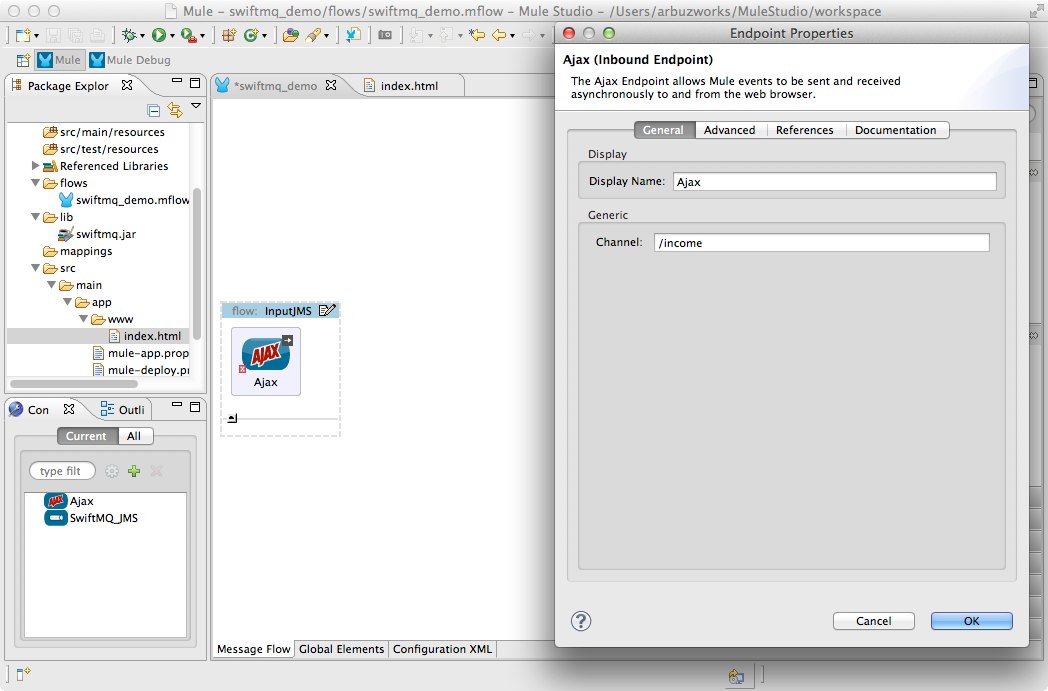 Mule - swiftmq_demo/flows/swiftmq_demo.mflow - Mule Studio - /Users/arbuzworks/MuleStudio/workspace
Mule
Mule Debug
Package Explor
src/main/resources
src/test/resources
Referenced Libraries
flows
swiftmq_demo.mflow
lib
swiftmq.jar
mappings
src
main
app
www
index.html
mule-app.prop
mule-deploy.pr
Con
Outli
Current
All
type filt
Ajax
SwiftMQ_JMS
*swiftmq_demo
index.html
flow: InputJMS
AJAX
Ajax
Message Flow
Global Elements
Configuration XML
Endpoint Properties
Ajax (Inbound Endpoint)
The Ajax Endpoint allows Mule events to be sent and received
asynchronously to and from the web browser.
General
Advanced
References
Documentation
Display
Display Name: Ajax
Generic
Channel: /income
?
Cancel
OK